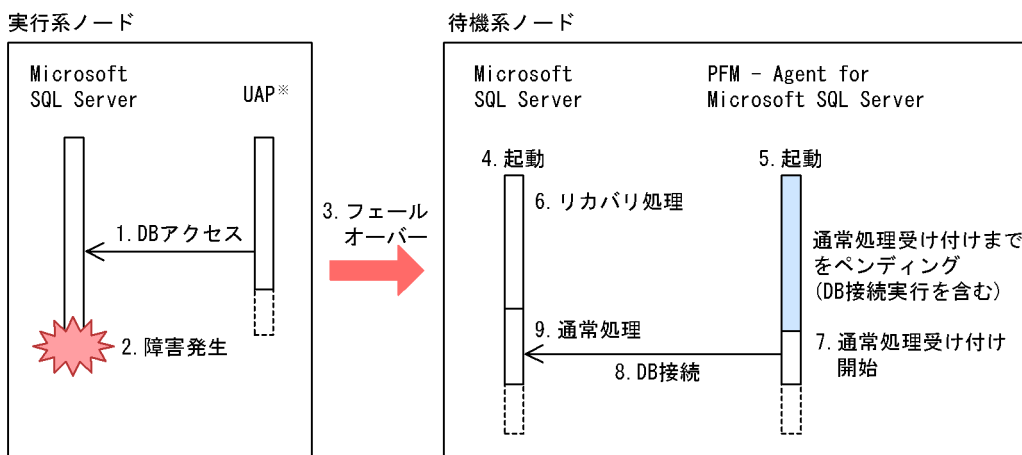 実行系ノード
Microsoft
SQL Server
UAP※
1.DBアクセス
2.障害発生
3.フェール
オーバー
待機系ノード
Microsoft
SQL Server
PFM - Agent for
Microsoft SQL Server
4.起動
5.起動
6.リカバリ処理
通常処理受け付けまで
をペンディング
(DB接続実行を含む)
9.通常処理
7.通常処理受け付け
開始
8.DB接続